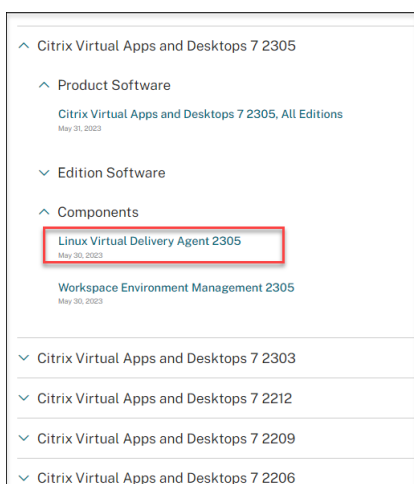 Citrix Virtual Apps and Desktops 7 2305
Product Software
Citrix Virtual Apps and Desktops 7 2305, All Editions
May 31, 2023
Edition Software
Components
Linux Virtual Delivery Agent 2305
May 30, 2023
Workspace Environment Management 2305
May 30, 2023
Citrix Virtual Apps and Desktops 7 2303
Citrix Virtual Apps and Desktops 7 2212
Citrix Virtual Apps and Desktops 7 2209
Citrix Virtual Apps and Desktops 7 2206